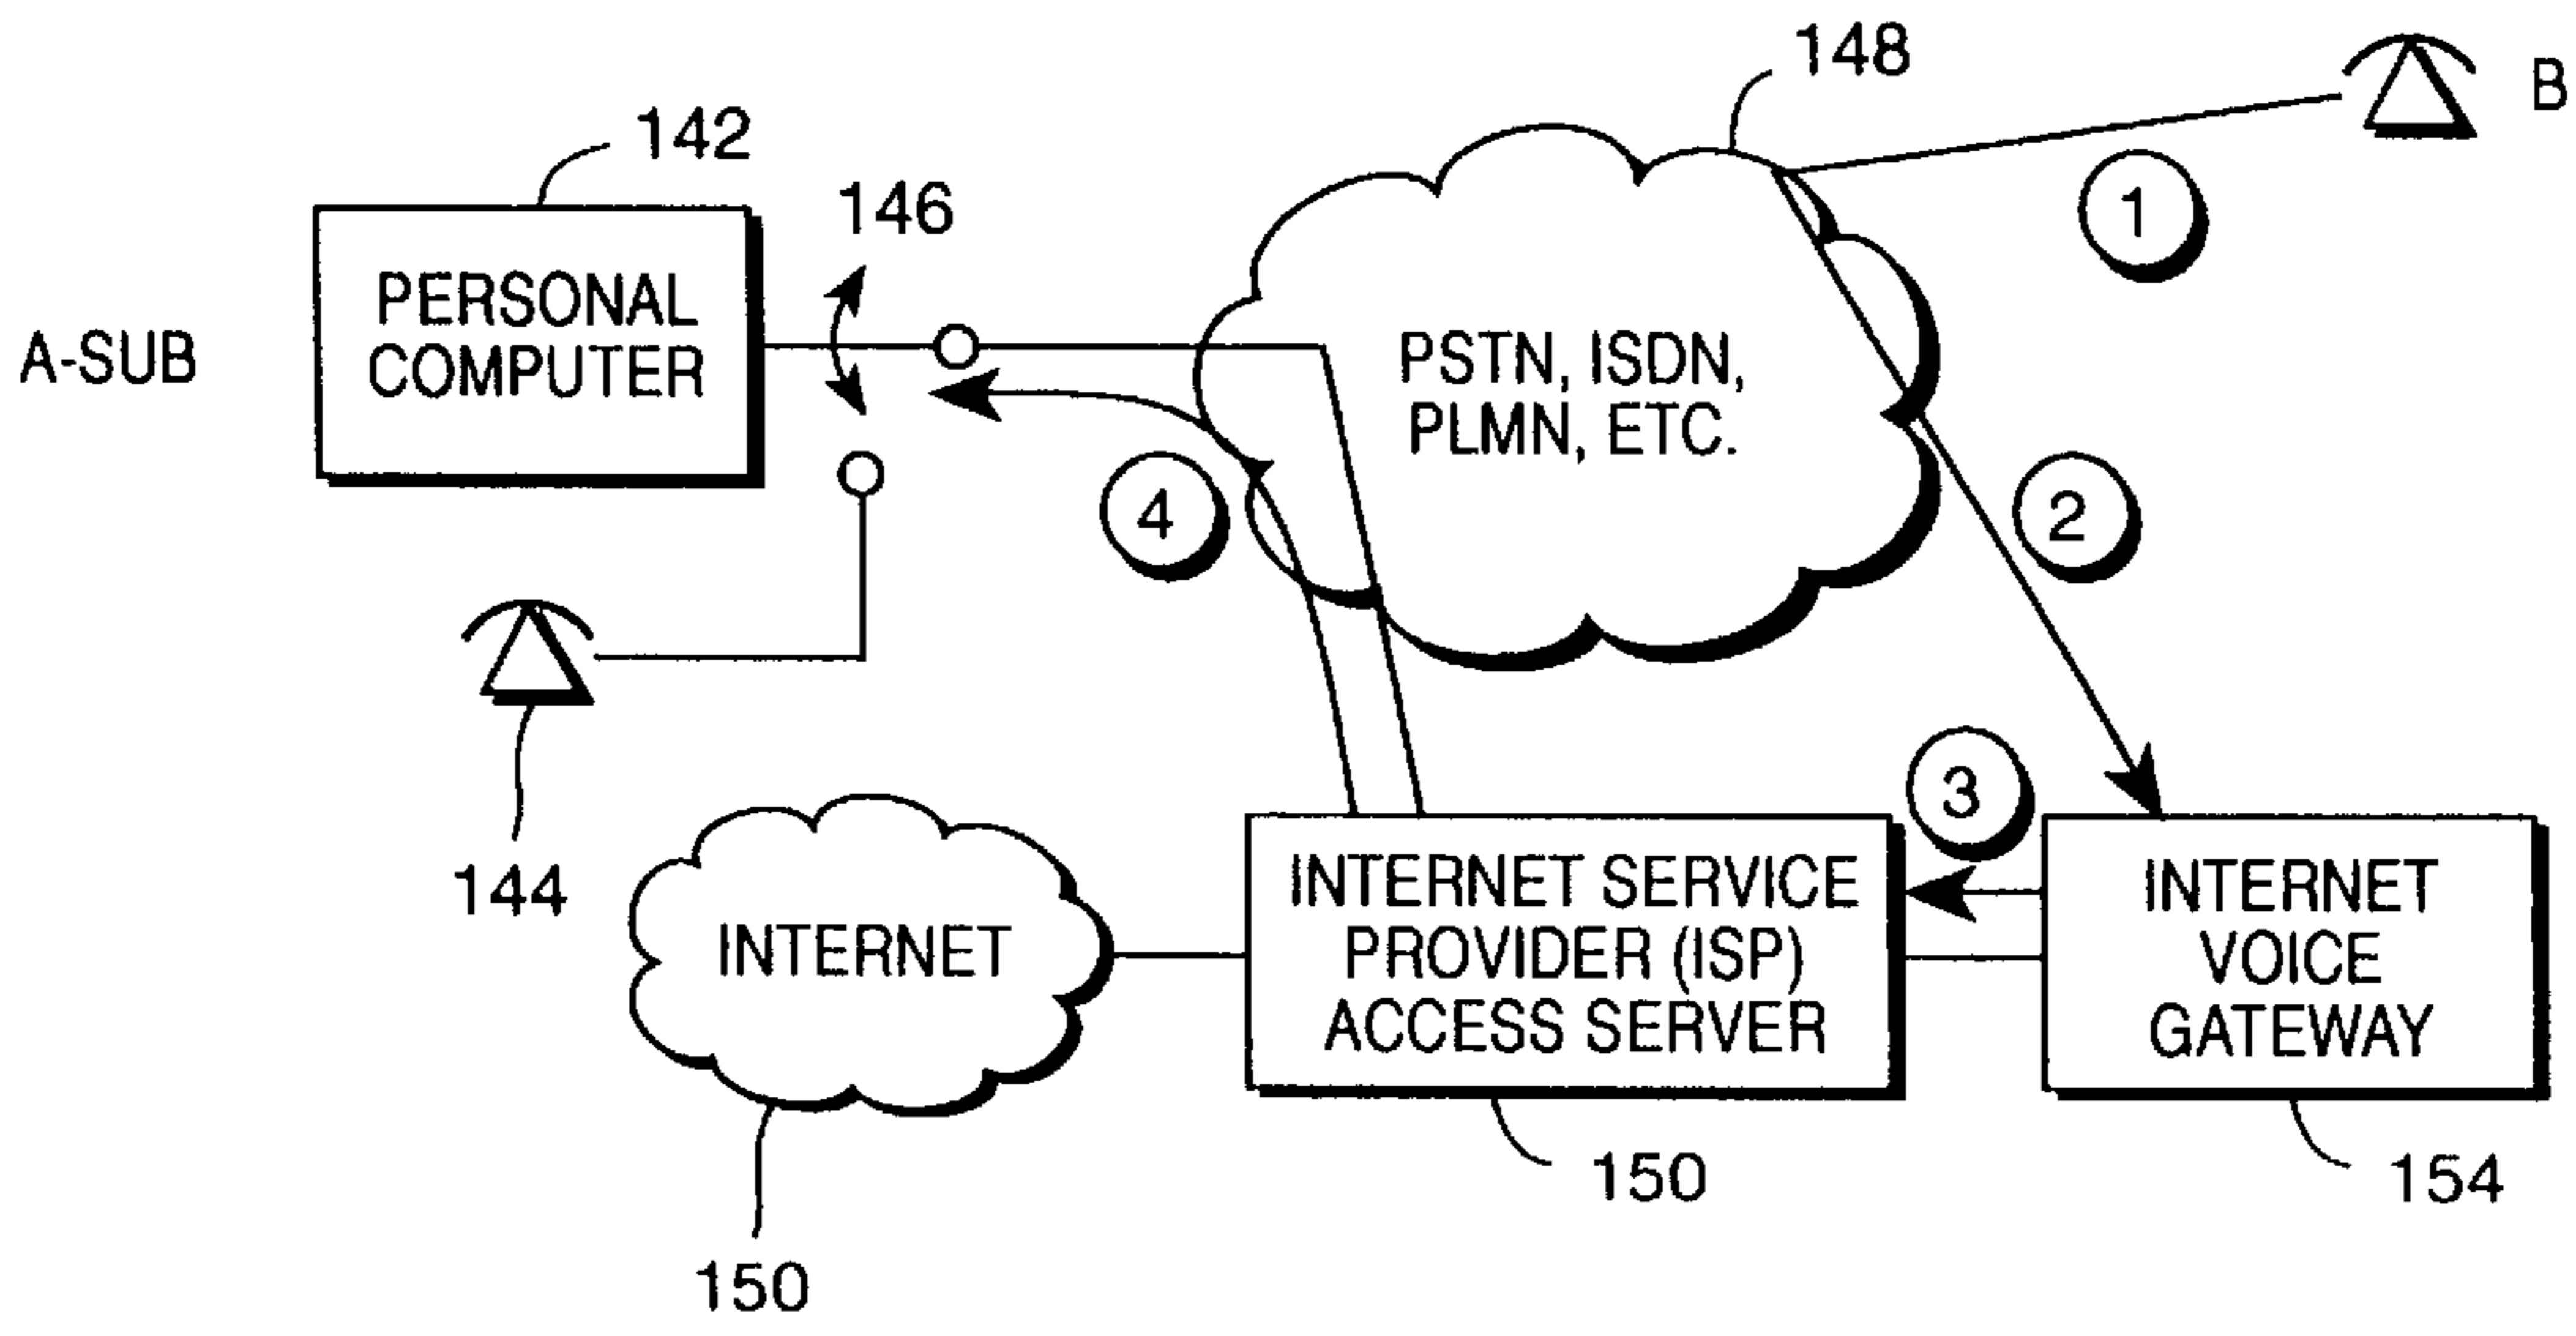 148
B
142
1
146
PERSONAL
COMPUTER
A-SUB
PSTN, ISDN,
PLMN, ETC.
4
2
144
3
INTERNET
INTERNET SERVICE
PROVIDER (ISP)
ACCESS SERVER
INTERNET
VOICE
GATEWAY
150
150
154